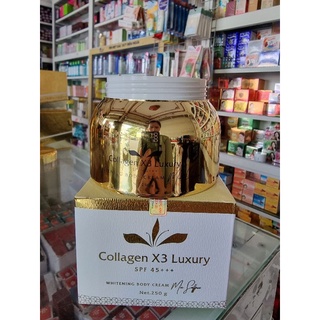 Collagen X3 Luxury
Collagen X3 Luxury
SPF 45+++
WHITENING BODY CREAM
Net.250 g